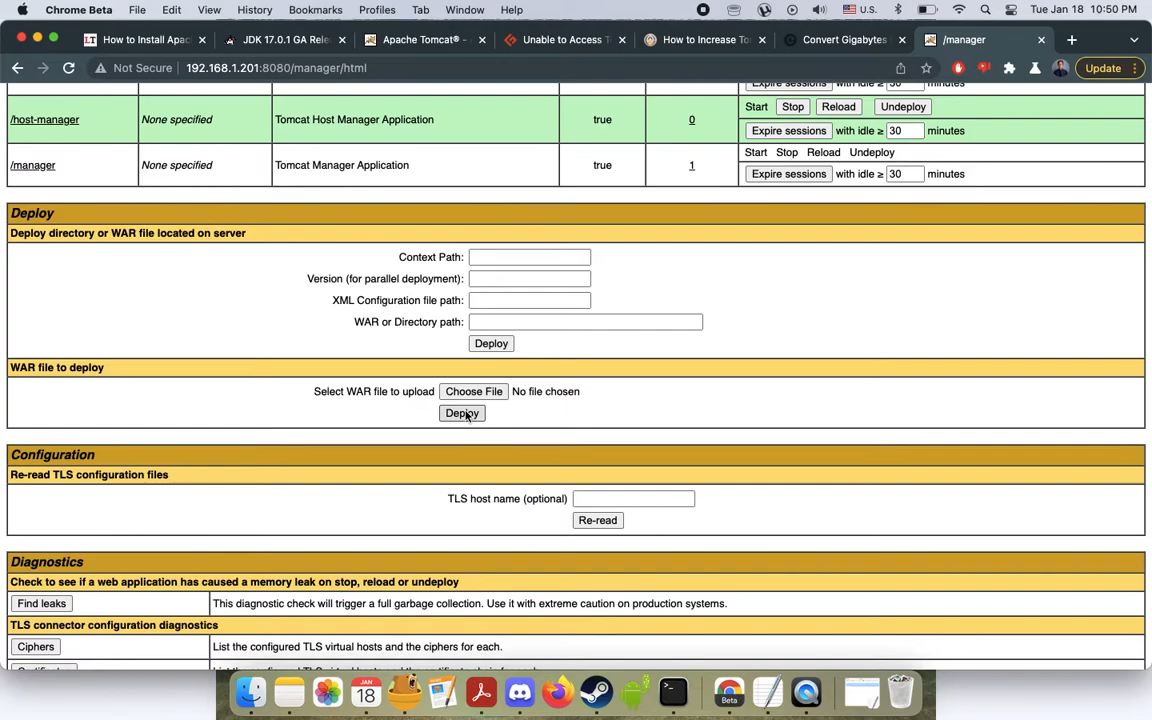 Chrome Beta File Edit View History Bookmarks Profiles Tab Window Help U.S. Tue Jan 18 10:50 PM
How to Install Apac JDK 17.0.1 GA Rele Apache Tomcat® - Unable to Access T How to Increase To Convert Gigabytes /manager
Not Secure 192.168.1.201:8080/manager/html Update
Expire sessions with idle ≥ 30 minutes
/host-manager None specified Tomcat Host Manager Application true 0 Start Stop Reload Undeploy
Expire sessions with idle ≥ 30 minutes
/manager None specified Tomcat Manager Application true 1 Start Stop Reload Undeploy
Expire sessions with idle ≥ 30 minutes
Deploy
Deploy directory or WAR file located on server
Context Path:
Version (for parallel deployment):
XML Configuration file path:
WAR or Directory path:
Deploy
WAR file to deploy
Select WAR file to upload Choose File No file chosen
Deploy
Configuration
Re-read TLS configuration files
TLS host name (optional)
Re-read
Diagnostics
Check to see if a web application has caused a memory leak on stop, reload or undeploy
Find leaks This diagnostic check will trigger a full garbage collection. Use it with extreme caution on production systems.
TLS connector configuration diagnostics
Ciphers List the configured TLS virtual hosts and the ciphers for each.
JAN
18
Beta